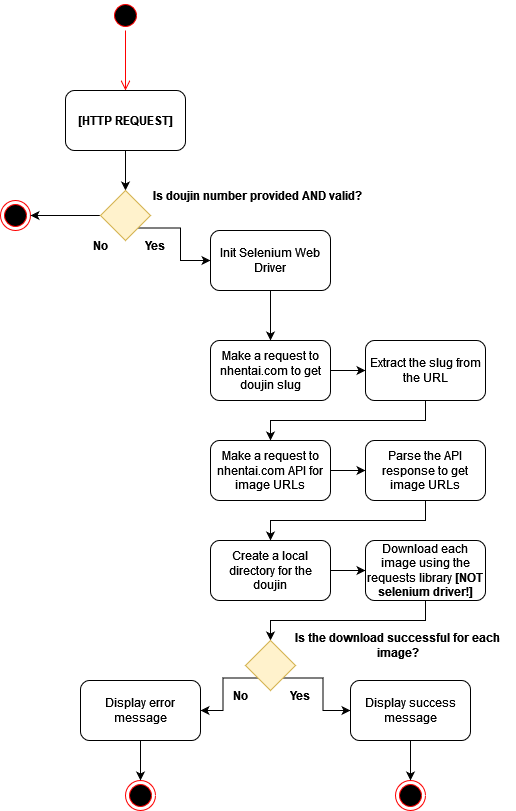 [HTTP REQUEST]
Is doujin number provided AND valid?
No
Yes
Init Selenium Web
Driver
Make a request to
nhentai.com to get
doujin slug
Extract the slug from
the URL
Make a request to
nhentai.com API for
image URLs
Parse the API
response to get
image URLs
Create a local
directory for the
doujin
Download each
image using the
requests library [NOT
selenium driver!]
Is the download successful for each
image?
No
Yes
Display error
message
Display success
message